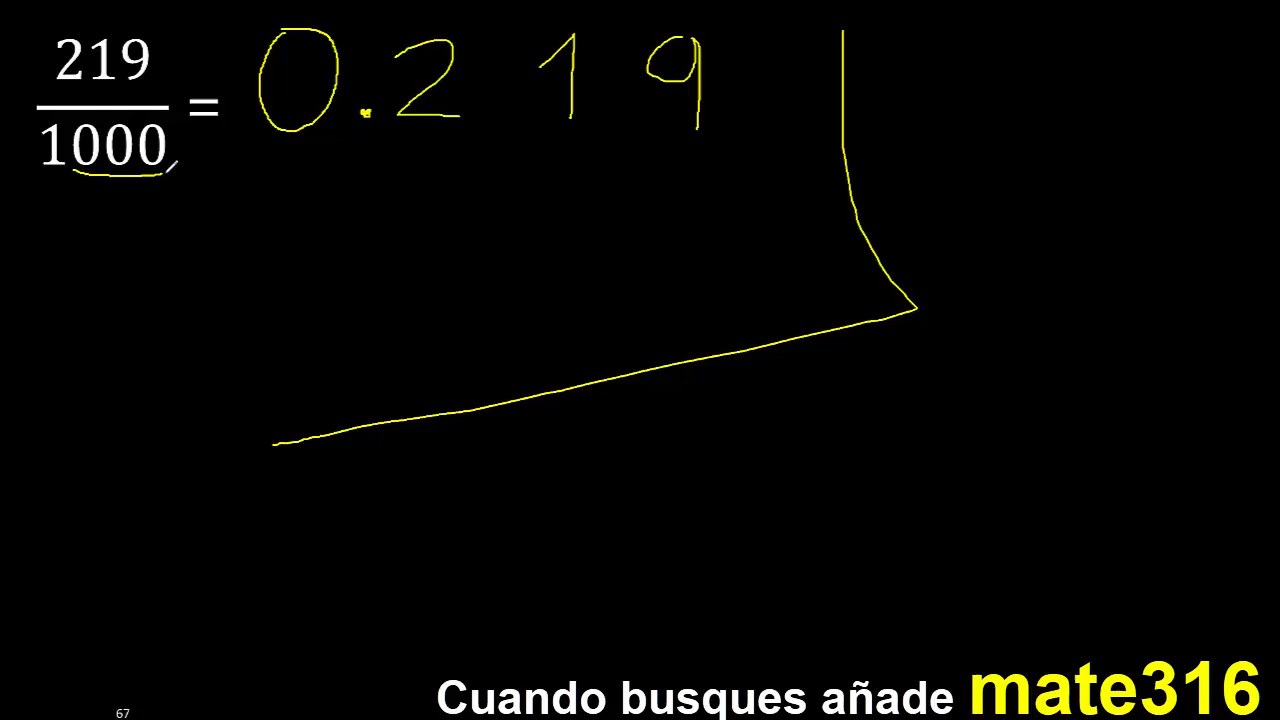 219
1000
= 0.219
Cuando busques añade mate316
67